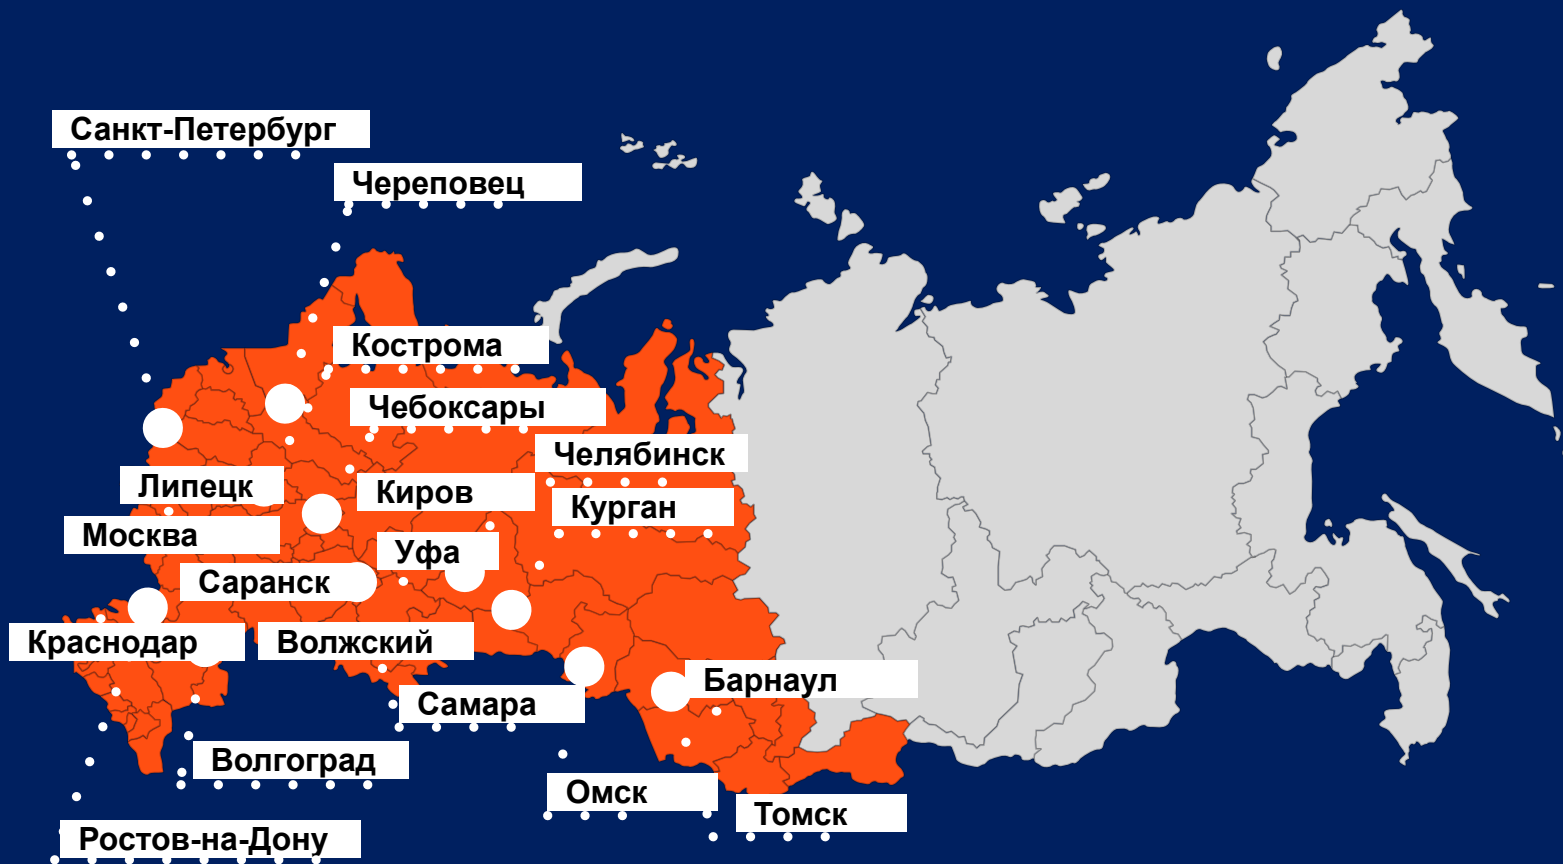 Санкт-Петербург
Череповец
Кострома
Чебоксары
Челябинск
Липецк
Киров
Курган
Москва
Уфа
Саранск
Краснодар
Волжский
Барнаул
Самара
Волгоград
Омск
Томск
Ростов-на-Дону